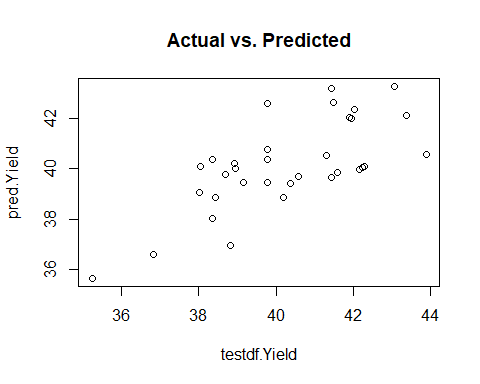 Actual vs. Predicted
pred.Yield
42
40
38
36
36 38 40 42 44
testdf.Yield